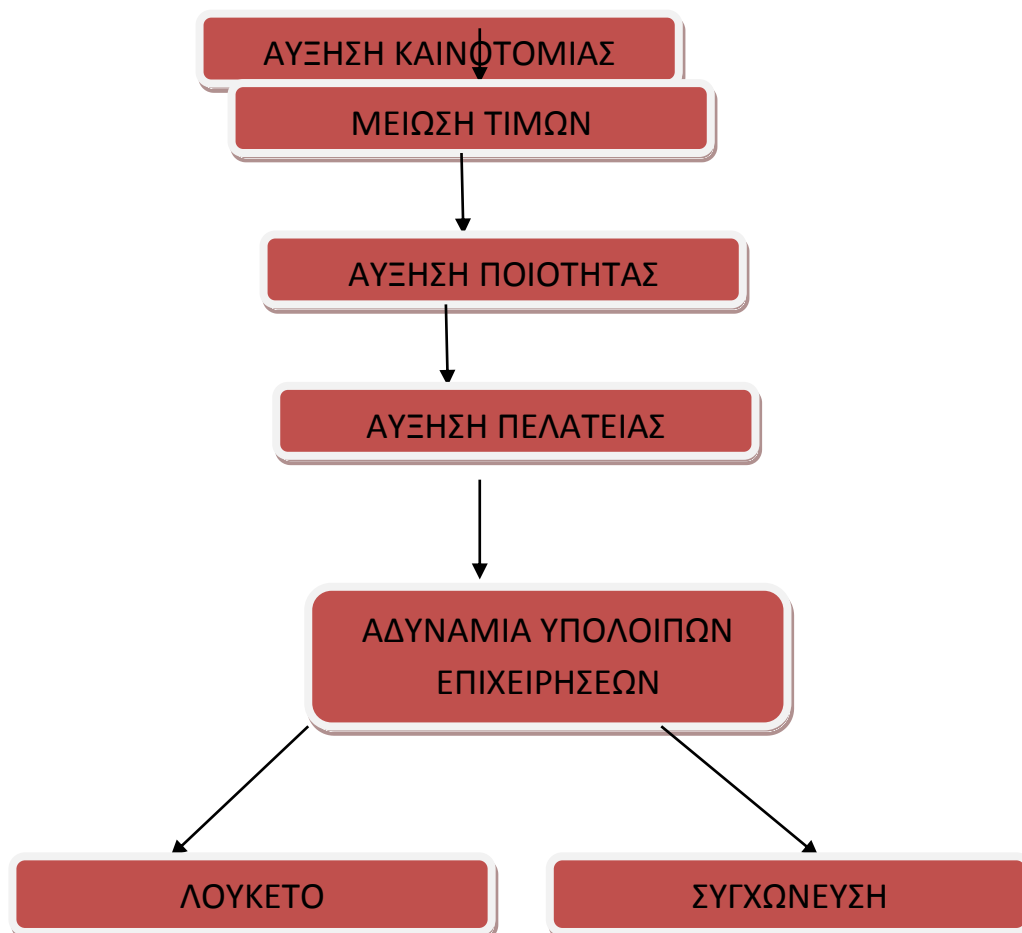 ΑΥΞΗΣΗ ΚΑΙΝΟΤΟΜΙΑΣ
ΜΕΙΩΣΗ ΤΙΜΩΝ
ΑΥΞΗΣΗ ΠΟΙΟΤΗΤΑΣ
ΑΥΞΗΣΗ ΠΕΛΑΤΕΙΑΣ
ΑΔΥΝΑΜΙΑ ΥΠΟΛΟΙΠΩΝ
ΕΠΙΧΕΙΡΗΣΕΩΝ
ΛΟΥΚΕΤΟ
ΣΥΓΧΩΝΕΥΣΗ